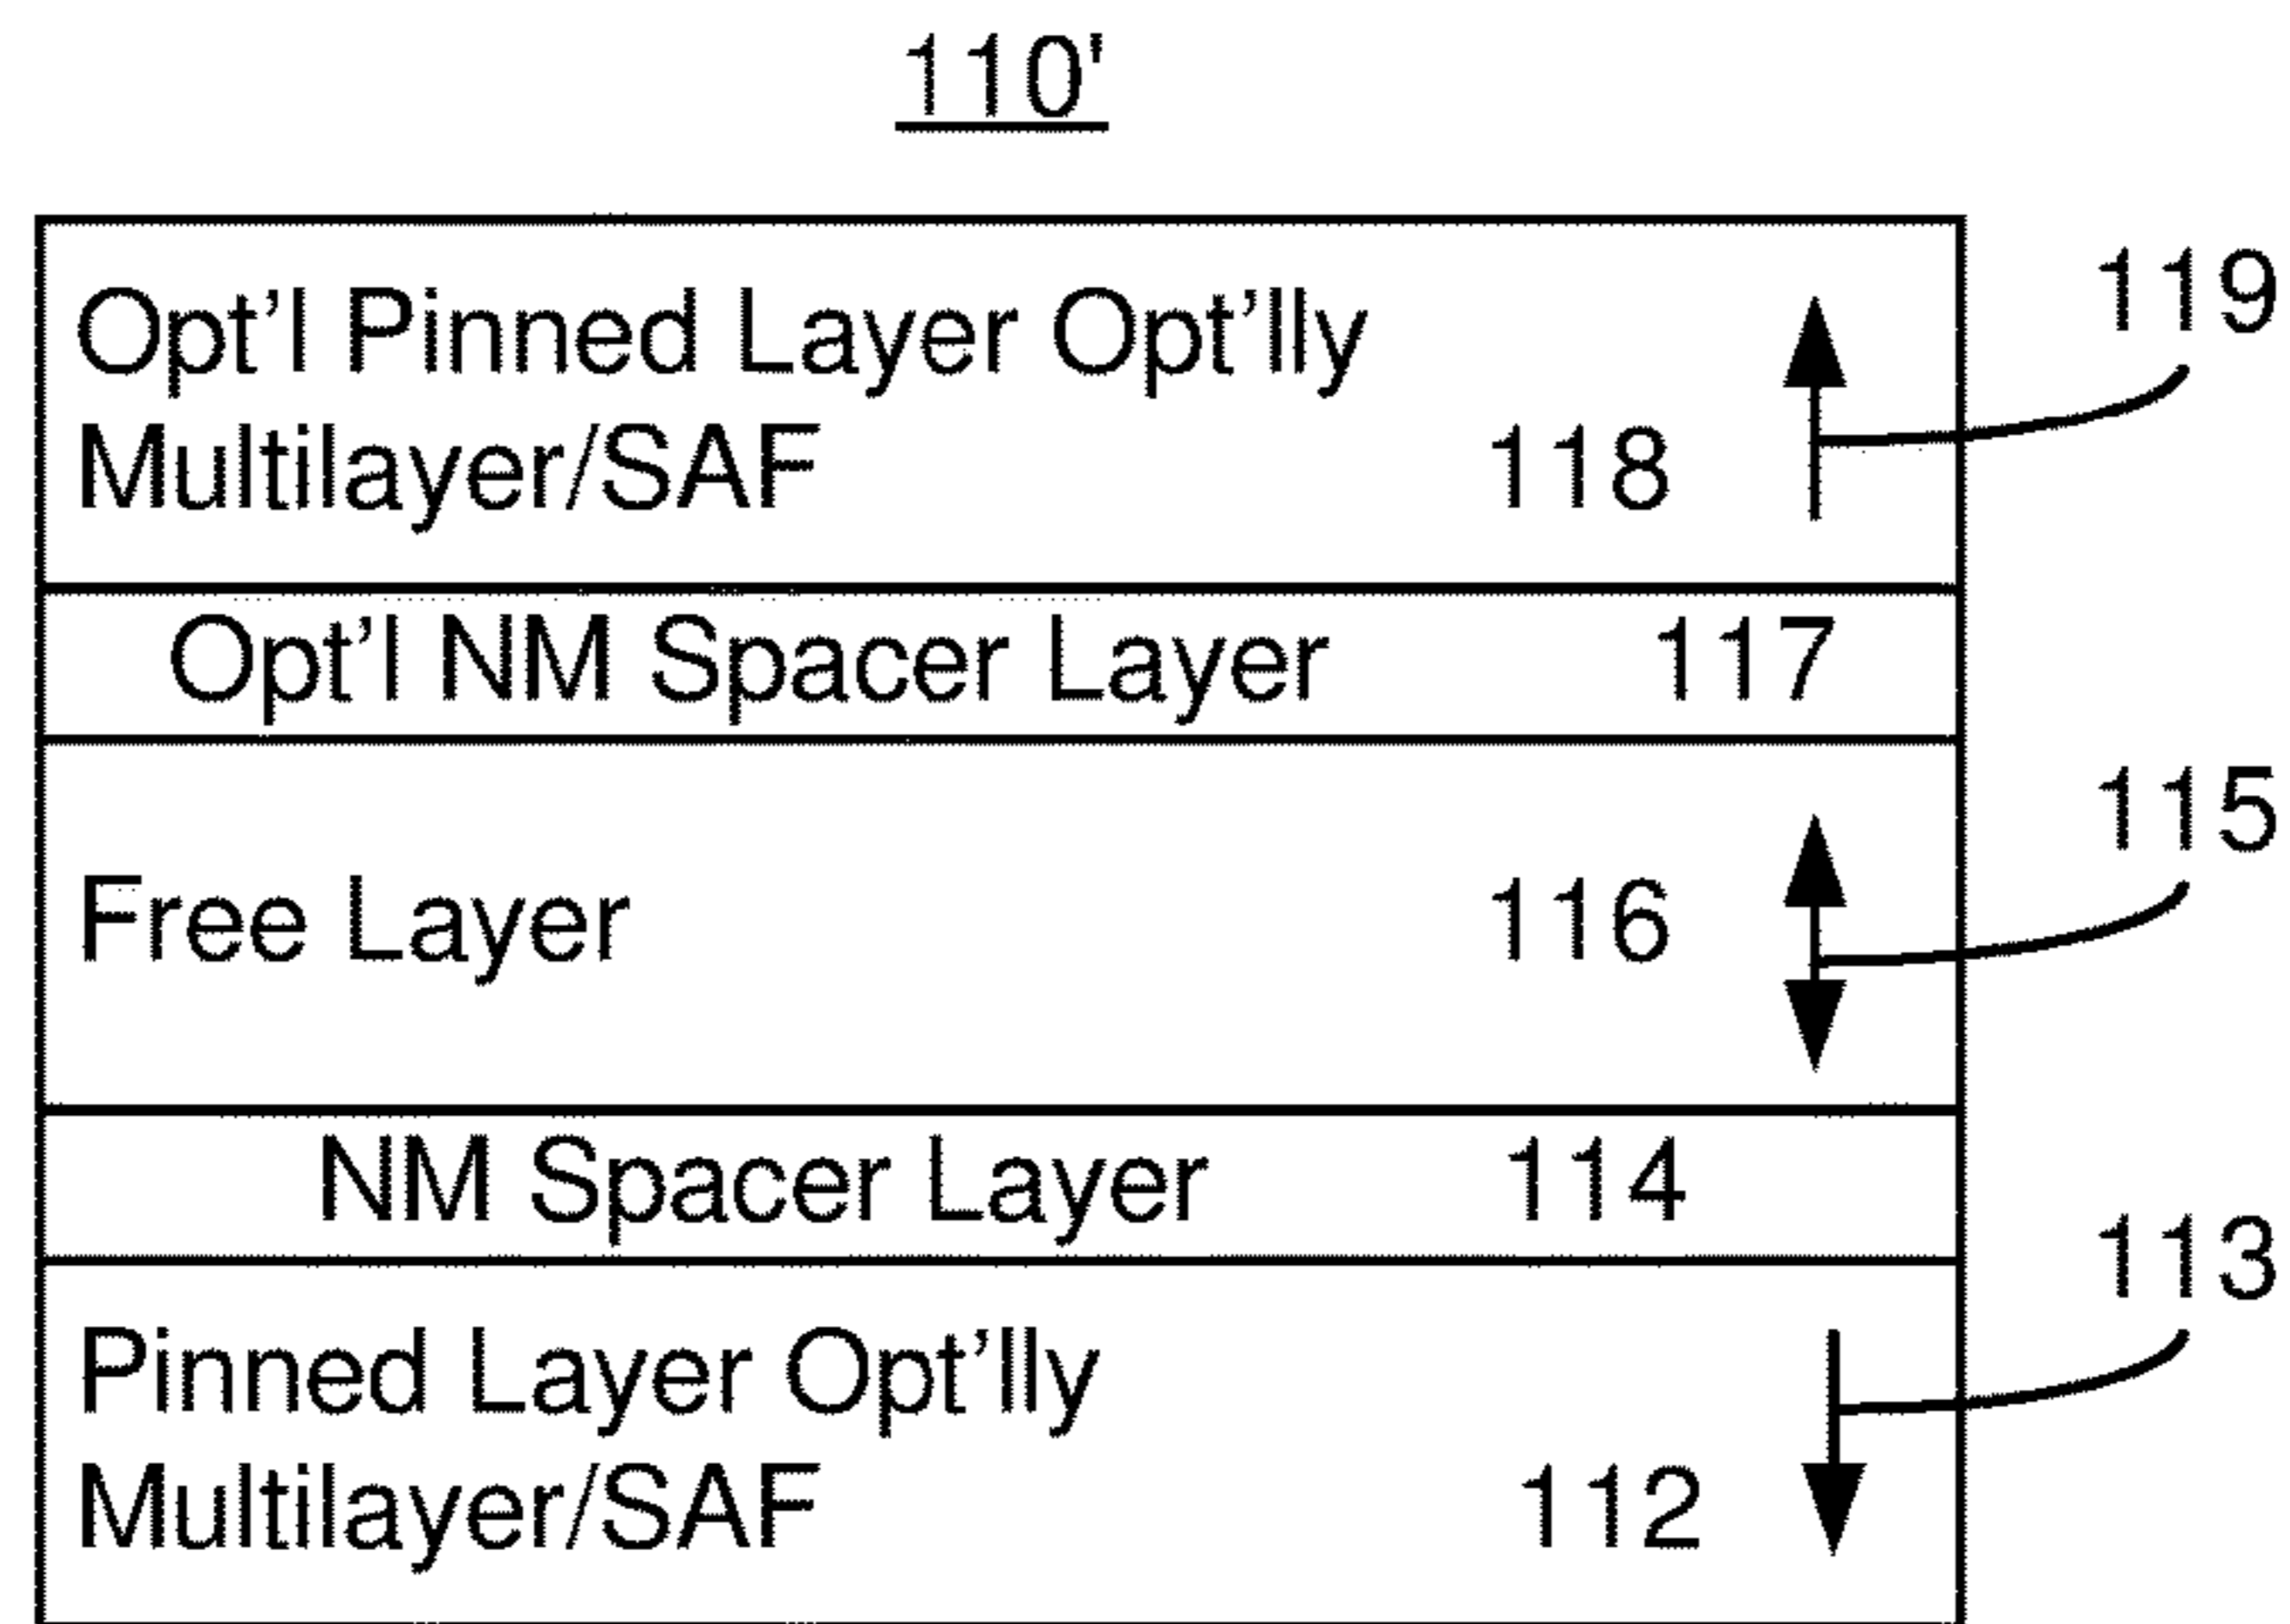 110'
Opt’l Pinned Layer Opt’lly
Multilayer/SAF 118
119
Opt’l NM Spacer Layer 117
Free Layer 116
115
NM Spacer Layer 114
113
Pinned Layer Opt’lly
Multilayer/SAF 112